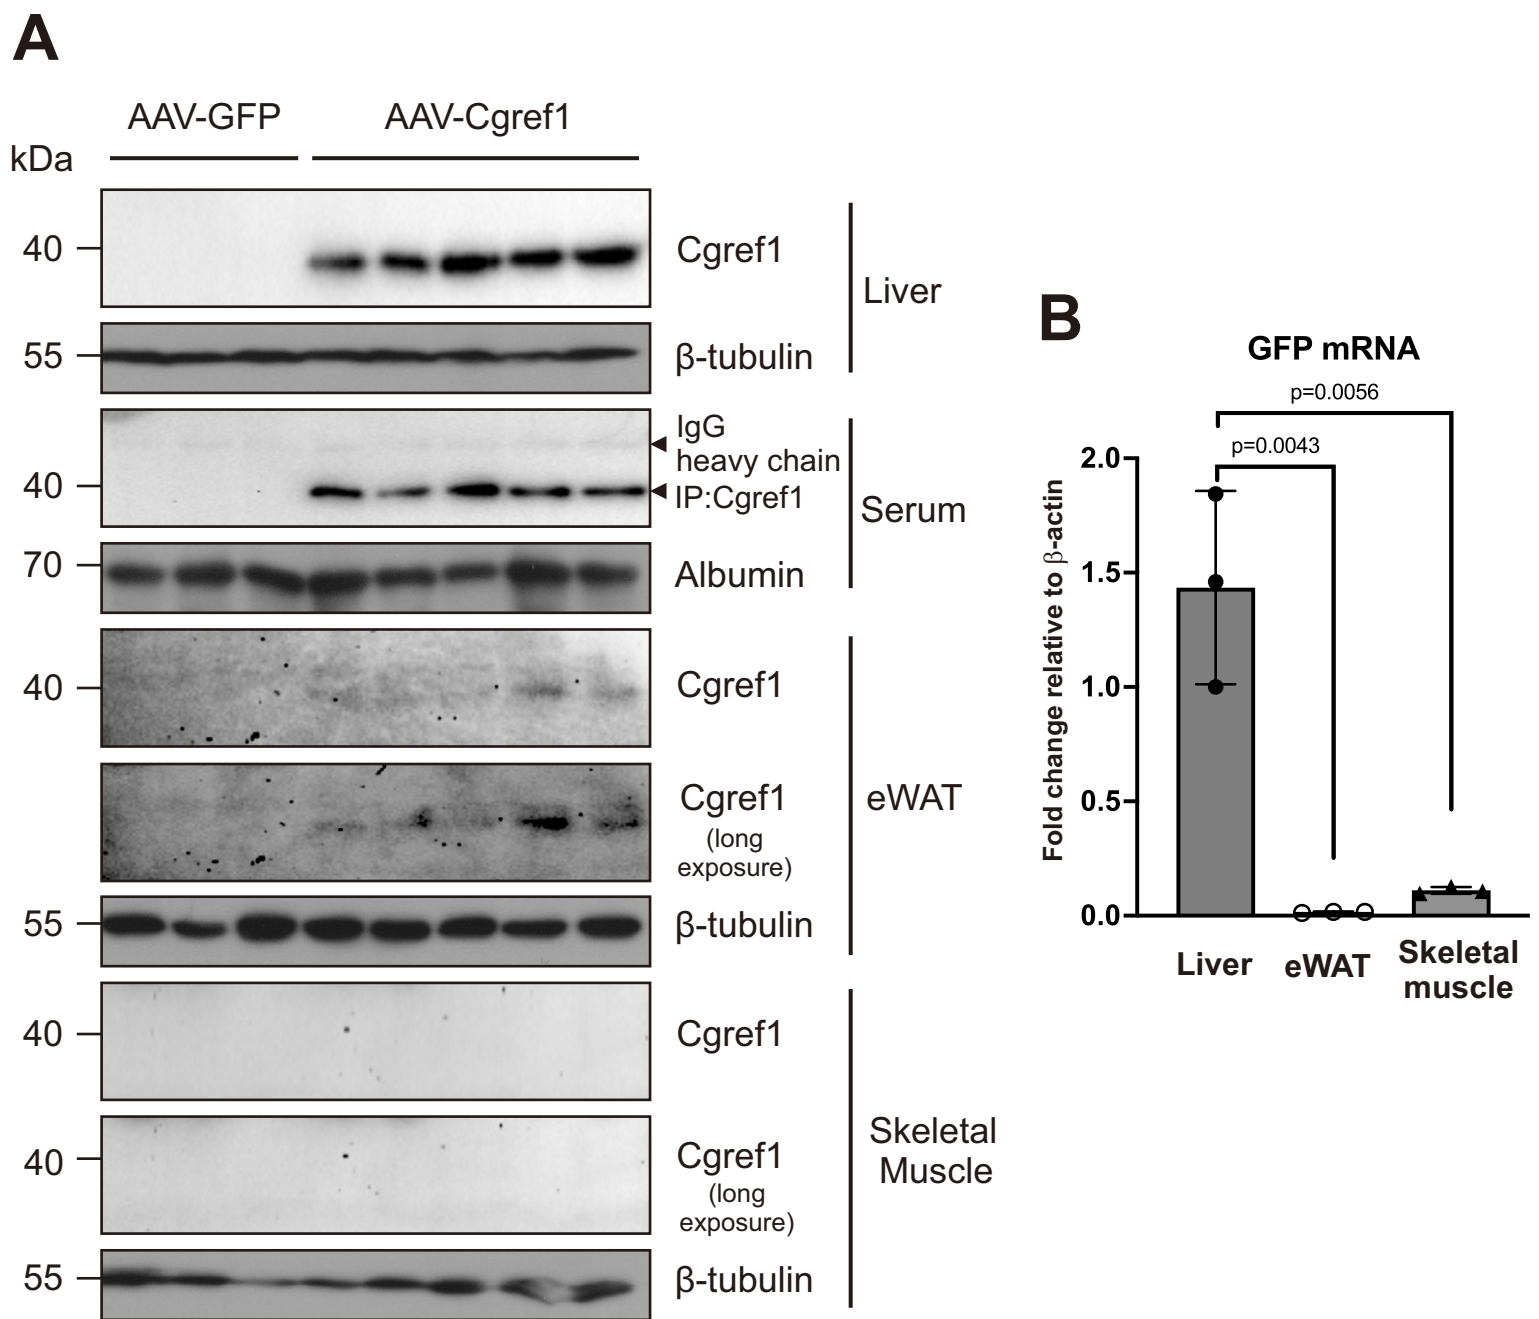 A
AAV-GFP AAV-Cgref1
kDa
40 Cgref1
Liver
55 β-tubulin
IgG
heavy chain
40 IP:Cgref1
Serum
70 Albumin
40 Cgref1
Cgref1
(long
exposure)
eWAT
55 β-tubulin
40 Cgref1
40 Cgref1
(long
exposure)
Skeletal
Muscle
55 β-tubulin
B
GFP mRNA
p=0.0056
p=0.0043
Fold change relative to β-actin
2.0
1.5
1.0
0.5
0.0
Liver eWAT Skeletal
muscle